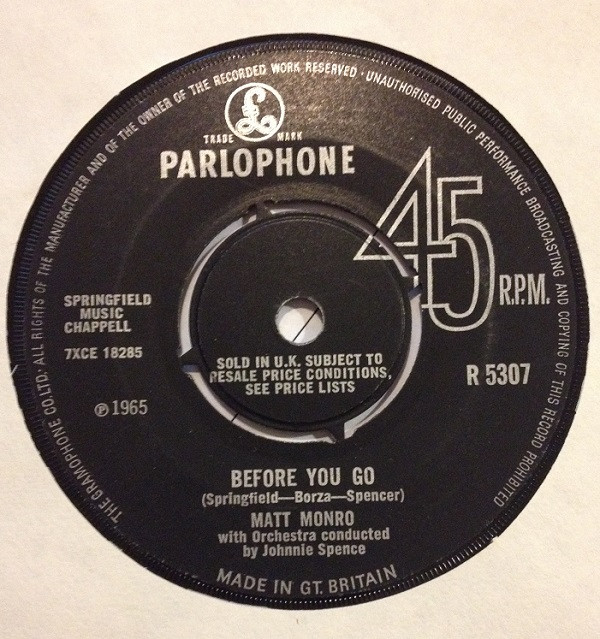 THE GRAMOPHONE CO.LTD. · ALL RIGHTS OF THE MANUFACTURER AND OF THE OWNER OF THE RECORDED WORK RESERVED · UNAUTHORISED PUBLIC PERFORMANCE BROADCASTING AND COPYING OF THIS RECORD PROHIBITED
£
TRADE MARK
PARLOPHONE
45 R.P.M.
SPRINGFIELD
MUSIC
CHAPPELL
7XCE 18285
℗ 1965
SOLD IN U.K. SUBJECT TO
RESALE PRICE CONDITIONS,
SEE PRICE LISTS
R 5307
BEFORE YOU GO
(Springfield—Borza—Spencer)
MATT MONRO
with Orchestra conducted
by Johnnie Spence
MADE IN GT. BRITAIN